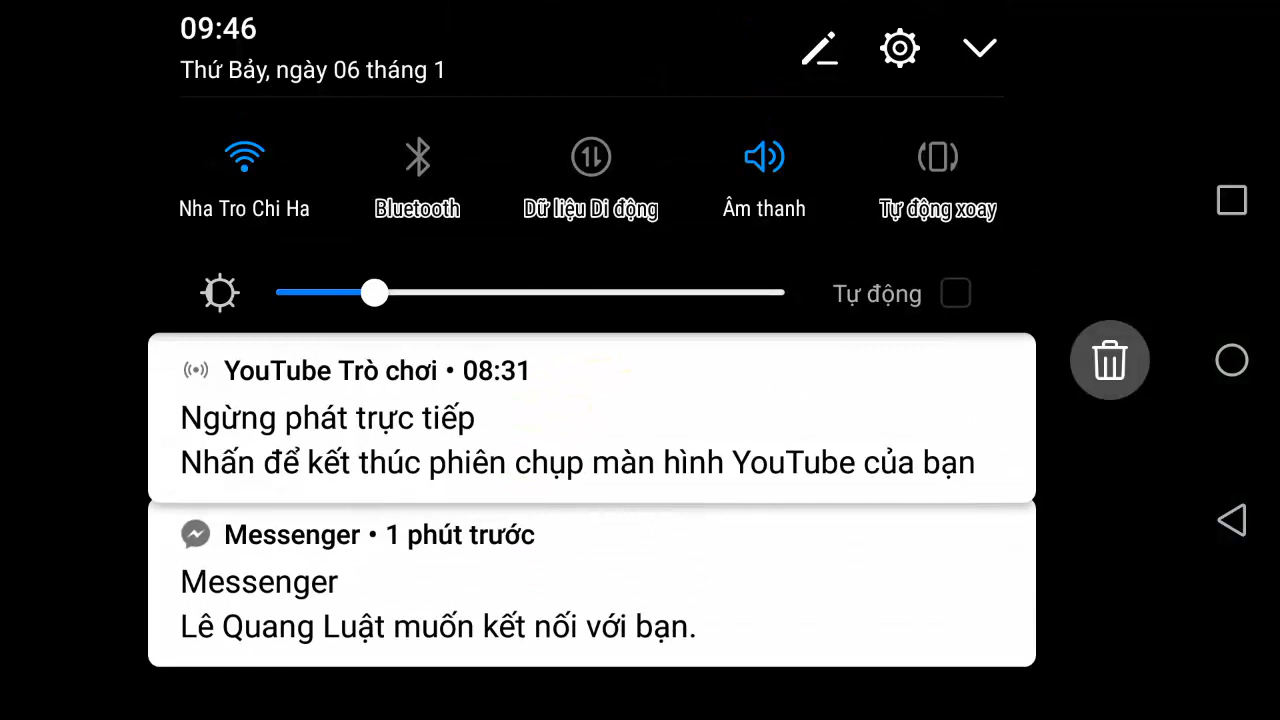 09:46
Thứ Bảy, ngày 06 tháng 1
Nha Tro Chi Ha
Bluetooth
Dữ liệu Di động
Âm thanh
Tự động xoay
Tự động
YouTube Trò chơi • 08:31
Ngừng phát trực tiếp
Nhấn để kết thúc phiên chụp màn hình YouTube của bạn
Messenger • 1 phút trước
Messenger
Lê Quang Luật muốn kết nối với bạn.